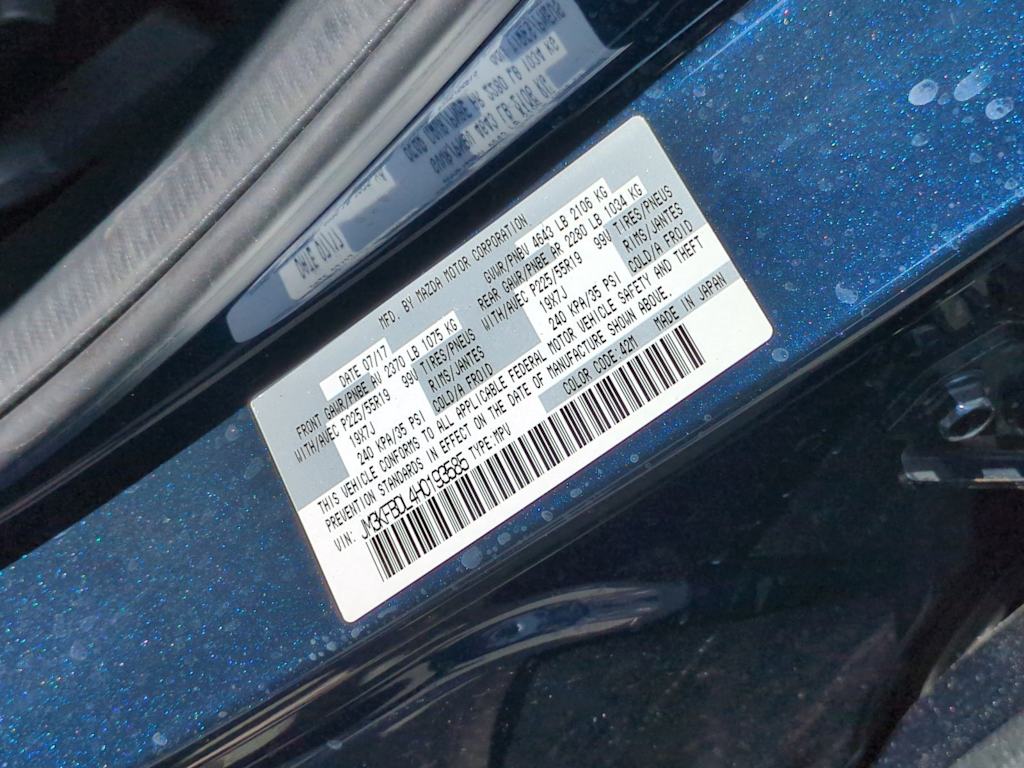 MFD. BY MAZDA MOTOR CORPORATION
DATE 07/17 GVWR/PNBV 4643 LB 2106 KG
FRONT GAWR/PNBE AV 2370 LB 1075 KG REAR GAWR/PNBE AR 2280 LB 1034 KG
WITH/AVEC P225/55R19 99V TIRES/PNEUS WITH/AVEC P225/55R19 99V TIRES/PNEUS
19X7J RIMS/JANTES 19X7J RIMS/JANTES
240 KPA/35 PSI COLD/A FROID 240 KPA/35 PSI COLD/A FROID
THIS VEHICLE CONFORMS TO ALL APPLICABLE FEDERAL MOTOR VEHICLE SAFETY AND THEFT
PREVENTION STANDARDS IN EFFECT ON THE DATE OF MANUFACTURE SHOWN ABOVE.
VIN: JM3KFBDL4H0193585 TYPE:MPV COLOR CODE:42M MADE IN JAPAN